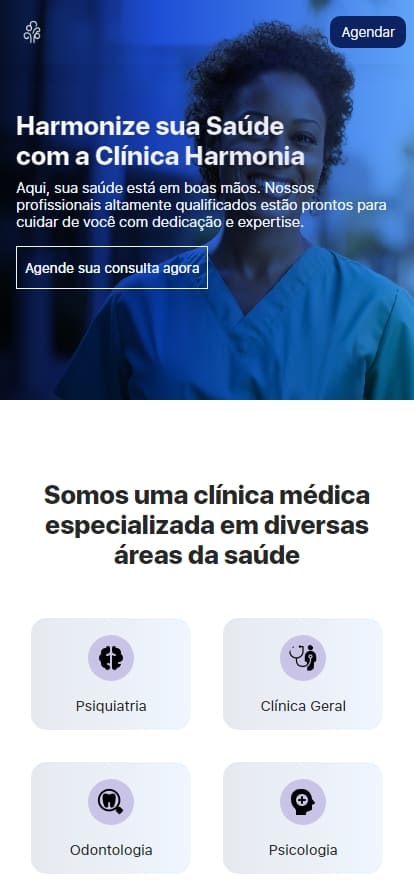 Agendar
Harmonize sua Saúde
com a Clínica Harmonia
Aqui, sua saúde está em boas mãos. Nossos
profissionais altamente qualificados estão prontos para
cuidar de você com dedicação e expertise.
Agende sua consulta agora
Somos uma clínica médica
especializada em diversas
áreas da saúde
Psiquiatria
Clínica Geral
Odontologia
Psicologia